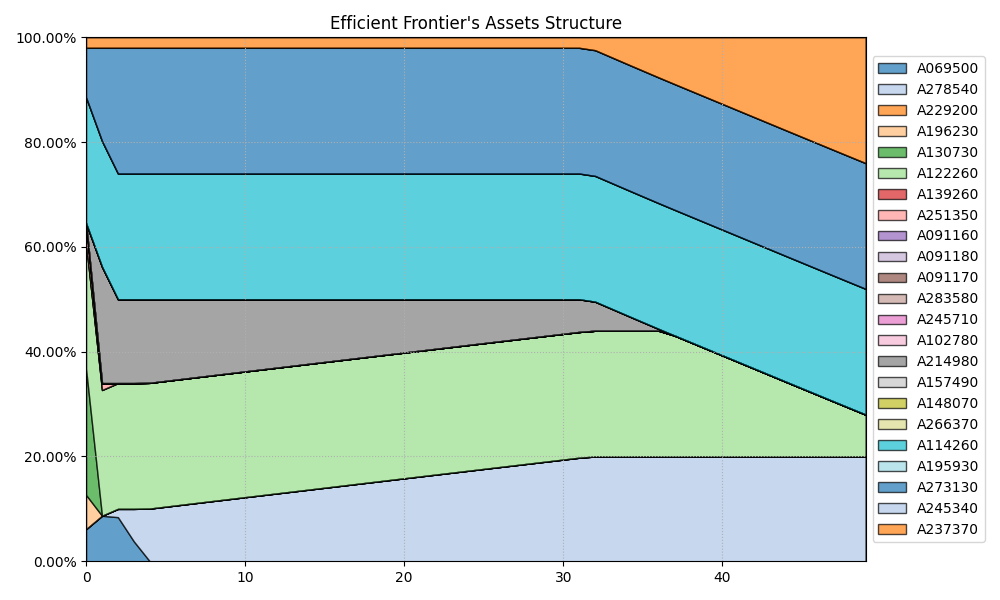 Efficient Frontier's Assets Structure
100.00%
80.00%
60.00%
40.00%
20.00%
0.00%
0
10
20
30
40
A069500
A278540
A229200
A196230
A130730
A122260
A139260
A251350
A091160
A091180
A091170
A283580
A245710
A102780
A214980
A157490
A148070
A266370
A114260
A195930
A273130
A245340
A237370